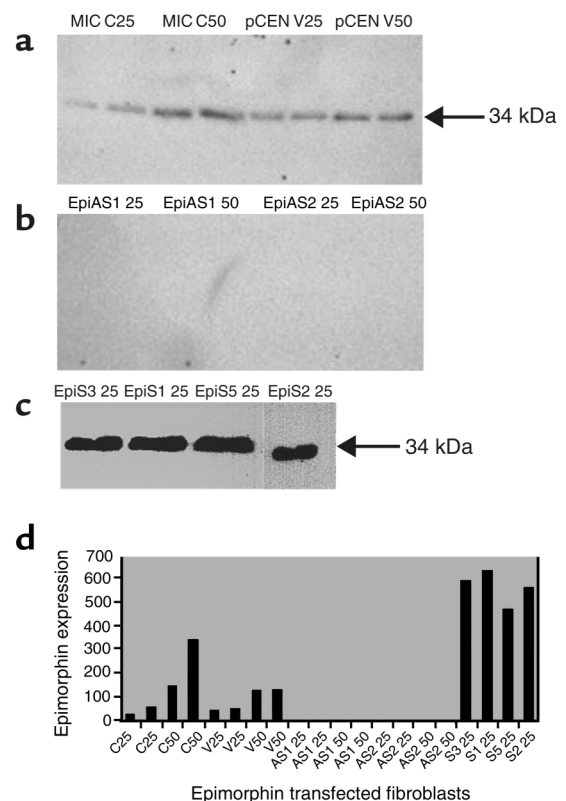 MIC C25 MIC C50 pCEN V25 pCEN V50
a
34 kDa
EpiAS1 25 EpiAS1 50 EpiAS2 25 EpiAS2 50
b
EpiS3 25 EpiS1 25 EpiS5 25 EpiS2 25
c
34 kDa
d
Epimorphin expression
700
600
500
400
300
200
100
0
C25 C25 C50 C50 V25 V25 V50 V50 AS1 25 AS1 25 AS1 50 AS1 50 AS2 25 AS2 25 AS2 50 AS2 50 S3 25 S1 25 S5 25 S2 25
Epimorphin transfected fibroblasts